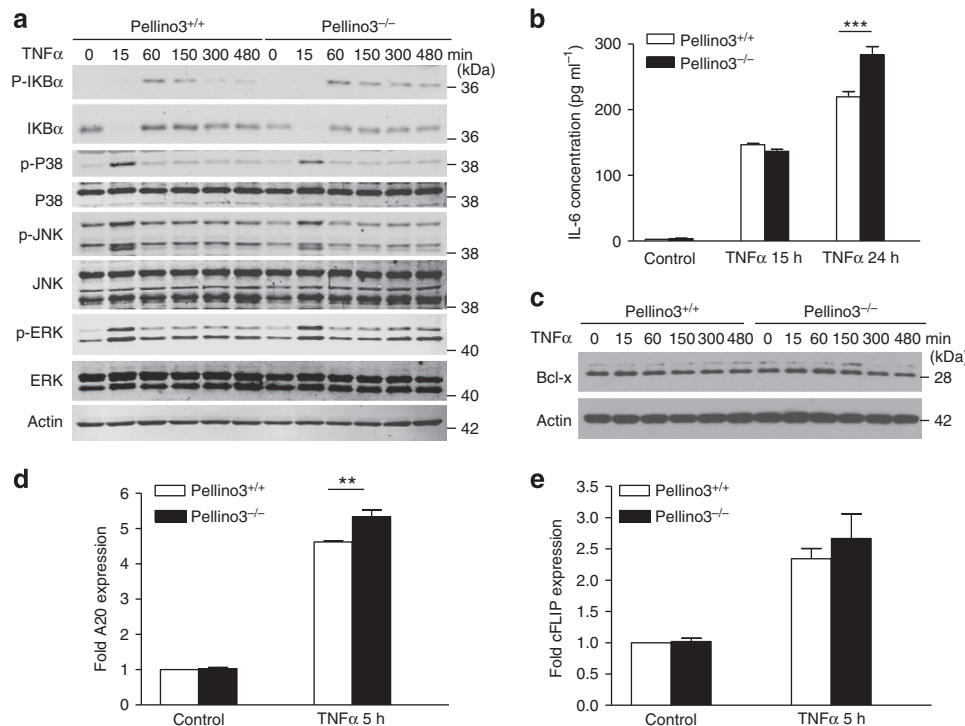 a
Pellino3+/+ Pellino3–/–
TNFα 0 15 60 150 300 480 0 15 60 150 300 480 min
(kDa)
P-IKBα
36
IKBα
36
p-P38
38
P38
38
p-JNK
38
JNK
38
p-ERK
40
ERK
40
Actin
42
b
***
Pellino3+/+
Pellino3–/–
IL-6 concentration (pg ml–1)
300
200
100
0
Control TNFα 15 h TNFα 24 h
c
Pellino3+/+ Pellino3–/–
TNFα 0 15 60 150 300 480 0 15 60 150 300 480 min
(kDa)
Bcl-x
28
Actin
42
d
Pellino3+/+
Pellino3–/–
**
Fold A20 expression
6
5
4
3
2
1
0
Control TNFα 5 h
e
Pellino3+/+
Pellino3–/–
Fold cFLIP expression
3.5
3.0
2.5
2.0
1.5
1.0
0.5
0.0
Control TNFα 5 h